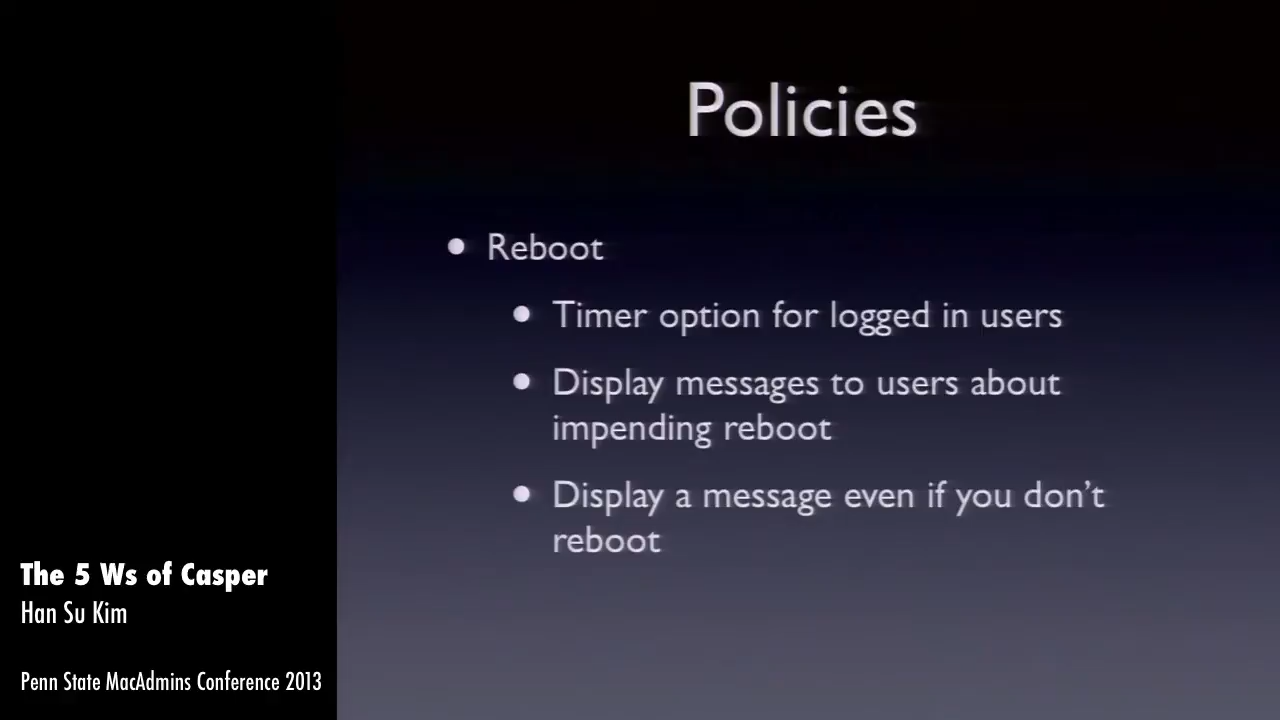 Policies
Reboot
Timer option for logged in users
Display messages to users about
impending reboot
Display a message even if you don't
reboot
The 5 Ws of Casper
Han Su Kim
Penn State MacAdmins Conference 2013